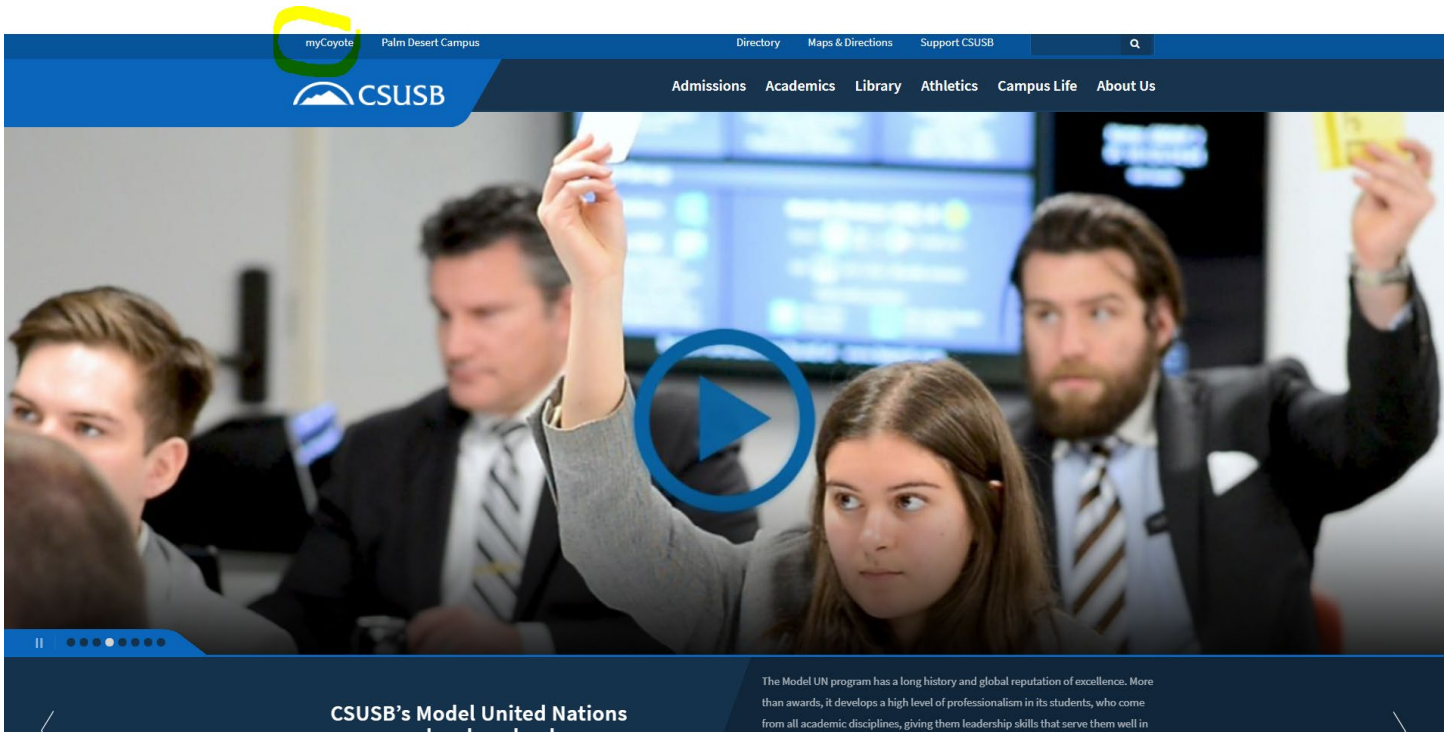 myCoyote Palm Desert Campus Directory Maps & Directions Support CSUSB
CSUSB
Admissions Academics Library Athletics Campus Life About Us
CSUSB's Model United Nations
The Model UN program has a long history and global reputation of excellence. More
than awards, it develops a high level of professionalism in its students, who come
from all academic disciplines, giving them leadership skills that serve them well in